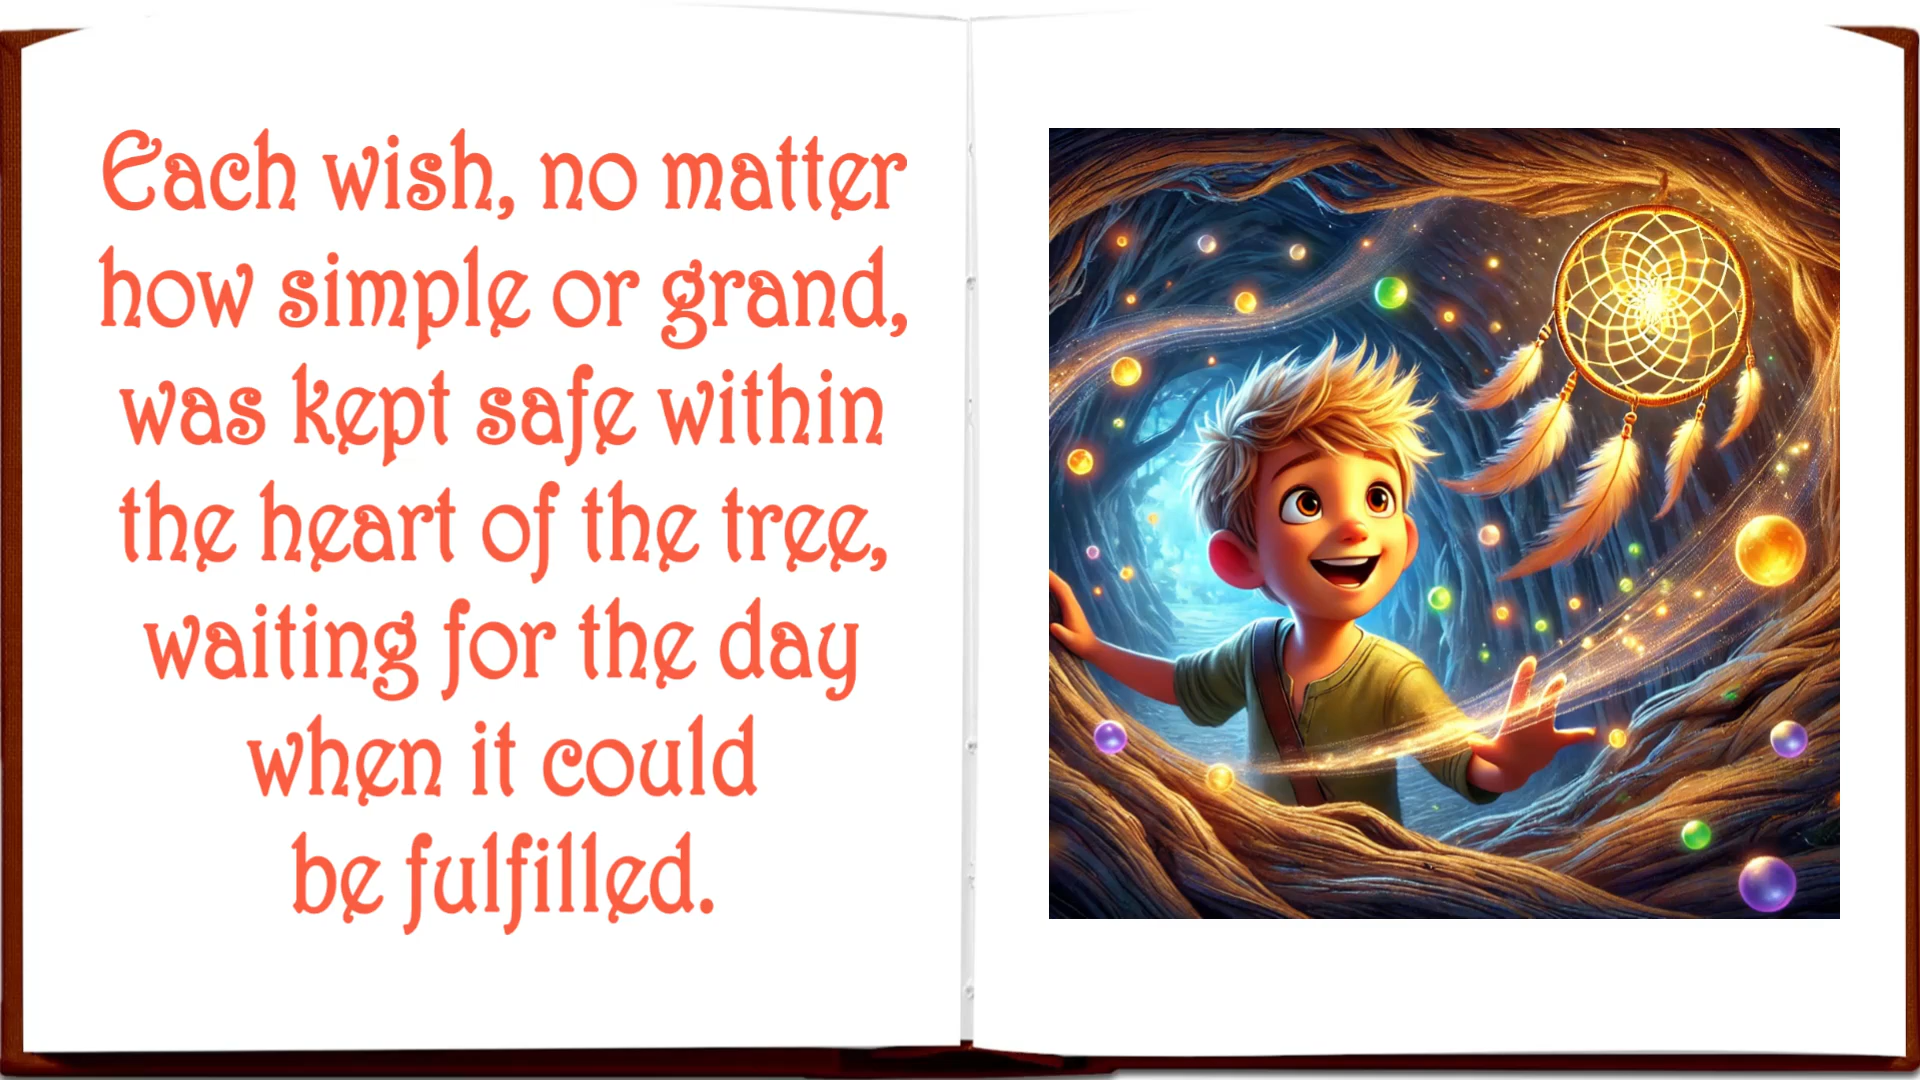 Each wish, no matter
how simple or grand,
was kept safe within
the heart of the tree,
waiting for the day
when it could
be fulfilled.